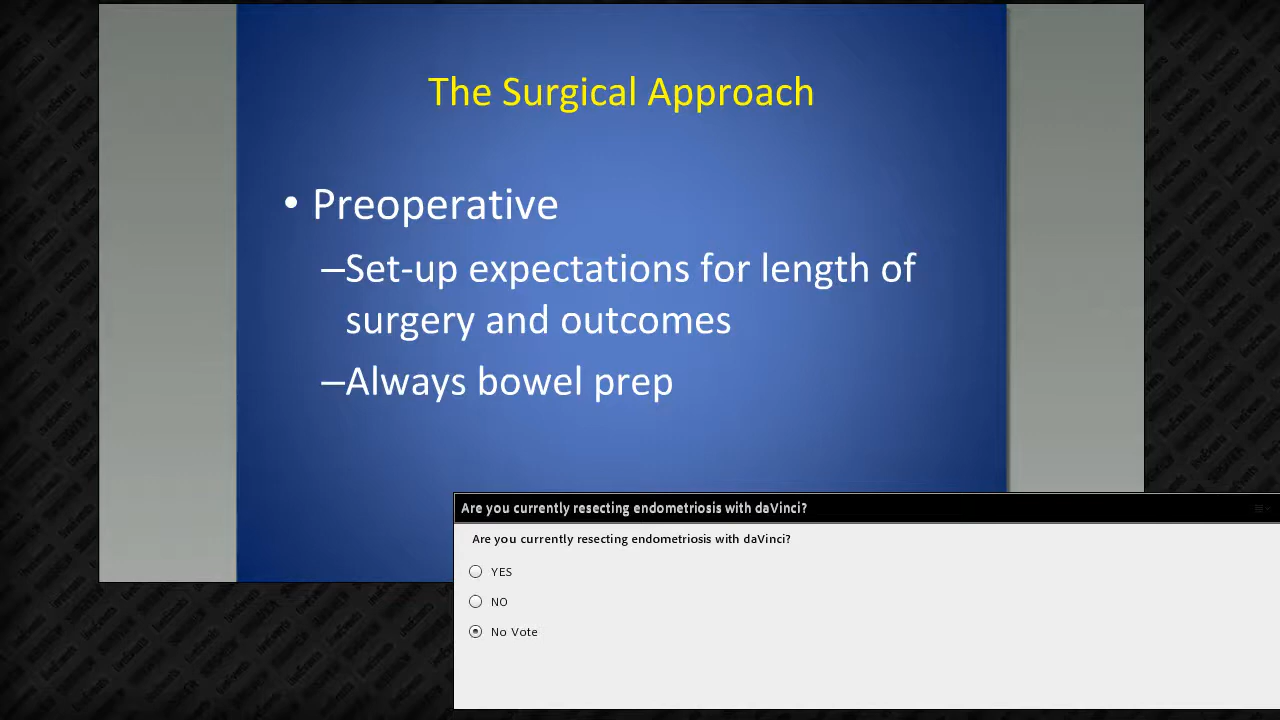 The Surgical Approach
• Preoperative
–Set-up expectations for length of
surgery and outcomes
–Always bowel prep
Are you currently resecting endometriosis with daVinci?
Are you currently resecting endometriosis with daVinci?
YES
NO
No Vote